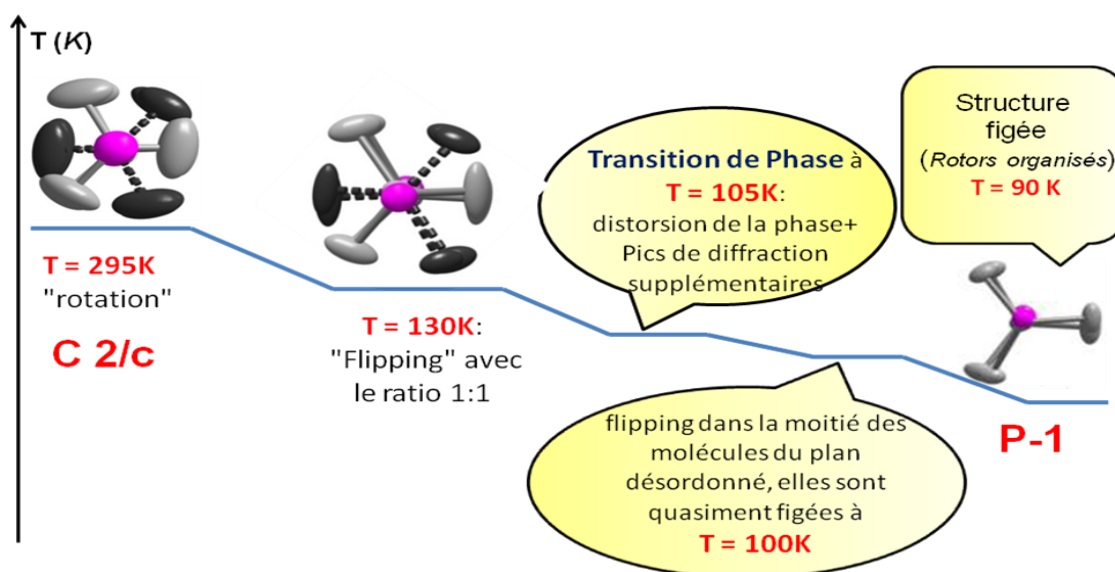 T (K)
T = 295K
"rotation"
C 2/c
T = 130K:
"Flipping" avec
le ratio 1:1
Transition de Phase à
T = 105K:
distorsion de la phase+
Pics de diffraction
supplémentaires
flipping dans la moitié des
molécules du plan
désordonné, elles sont
quasiment figées à
T = 100K
Structure
figée
(Rotors organisés)
T = 90 K
P-1